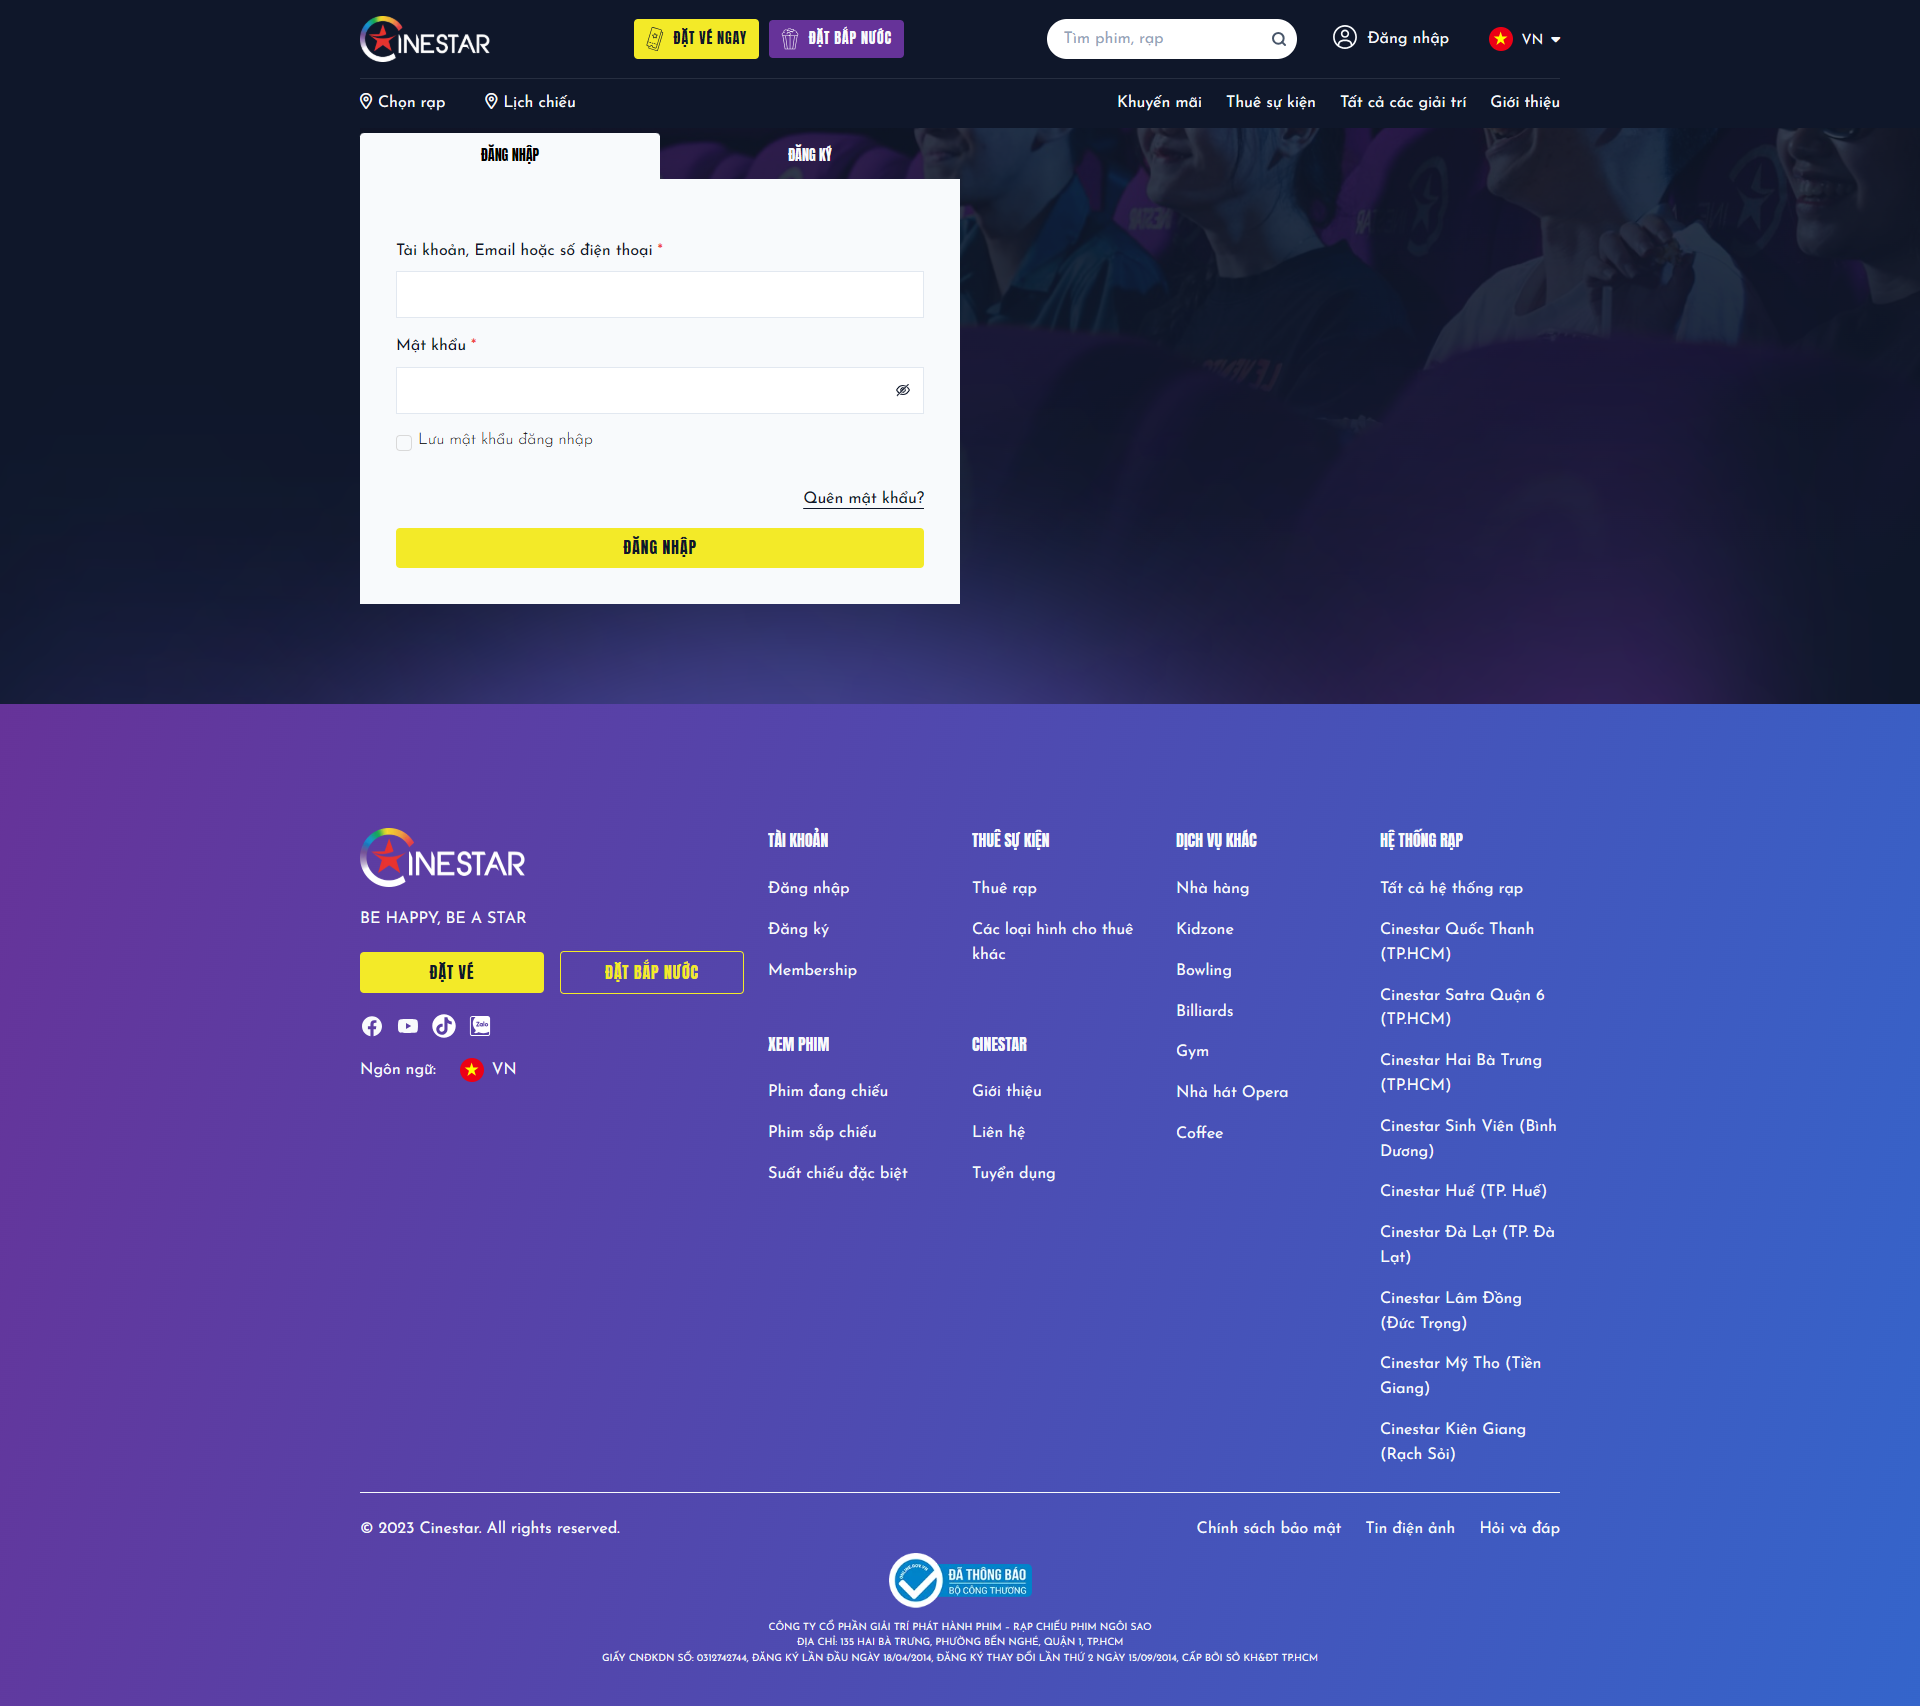 CINESTAR
ĐẶT VÉ NGAY
ĐẶT BẮP NƯỚC
Tìm phim, rạp
Đăng nhập
VN
Chọn rạp
Lịch chiếu
Khuyến mãi
Thuê sự kiện
Tất cả các giải trí
Giới thiệu
ĐĂNG NHẬP
ĐĂNG KÝ
Tài khoản, Email hoặc số điện thoại *
Mật khẩu *
Lưu mật khẩu đăng nhập
Quên mật khẩu?
ĐĂNG NHẬP
CINESTAR
BE HAPPY, BE A STAR
ĐẶT VÉ
ĐẶT BẮP NƯỚC
Zalo
Ngôn ngữ:
VN
TÀI KHOẢN
Đăng nhập
Đăng ký
Membership
XEM PHIM
Phim đang chiếu
Phim sắp chiếu
Suất chiếu đặc biệt
THUÊ SỰ KIỆN
Thuê rạp
Các loại hình cho thuê
khác
CINESTAR
Giới thiệu
Liên hệ
Tuyển dụng
DỊCH VỤ KHÁC
Nhà hàng
Kidzone
Bowling
Billiards
Gym
Nhà hát Opera
Coffee
HỆ THỐNG RẠP
Tất cả hệ thống rạp
Cinestar Quốc Thanh
(TP.HCM)
Cinestar Satra Quận 6
(TP.HCM)
Cinestar Hai Bà Trưng
(TP.HCM)
Cinestar Sinh Viên (Bình
Dương)
Cinestar Huế (TP. Huế)
Cinestar Đà Lạt (TP. Đà
Lạt)
Cinestar Lâm Đồng
(Đức Trọng)
Cinestar Mỹ Tho (Tiền
Giang)
Cinestar Kiên Giang
(Rạch Sỏi)
© 2023 Cinestar. All rights reserved.
Chính sách bảo mật
Tin điện ảnh
Hỏi và đáp
ONLINE.GOV.VN
ĐÃ THÔNG BÁO
BỘ CÔNG THƯƠNG
CÔNG TY CỔ PHẦN GIẢI TRÍ PHÁT HÀNH PHIM – RẠP CHIẾU PHIM NGÔI SAO
ĐỊA CHỈ: 135 HAI BÀ TRƯNG, PHƯỜNG BẾN NGHÉ, QUẬN 1, TP.HCM
GIẤY CNĐKDN SỐ: 0312742744, ĐĂNG KÝ LẦN ĐẦU NGÀY 18/04/2014, ĐĂNG KÝ THAY ĐỔI LẦN THỨ 2 NGÀY 15/09/2014, CẤP BỞI SỞ KH&ĐT TP.HCM